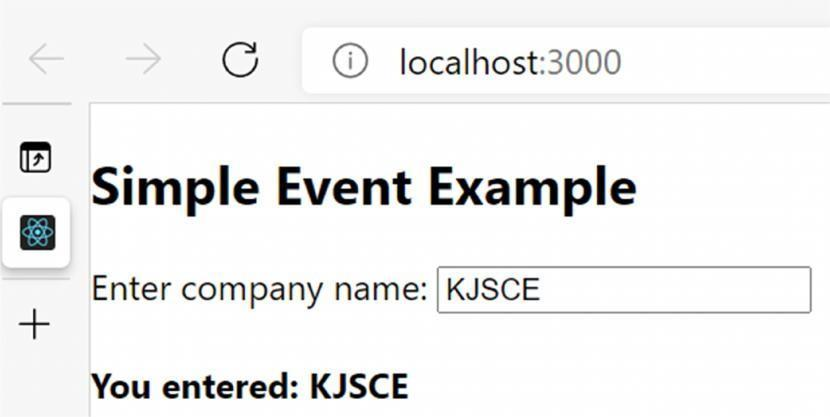 localhost:3000
Simple Event Example
Enter company name: KJSCE
You entered: KJSCE